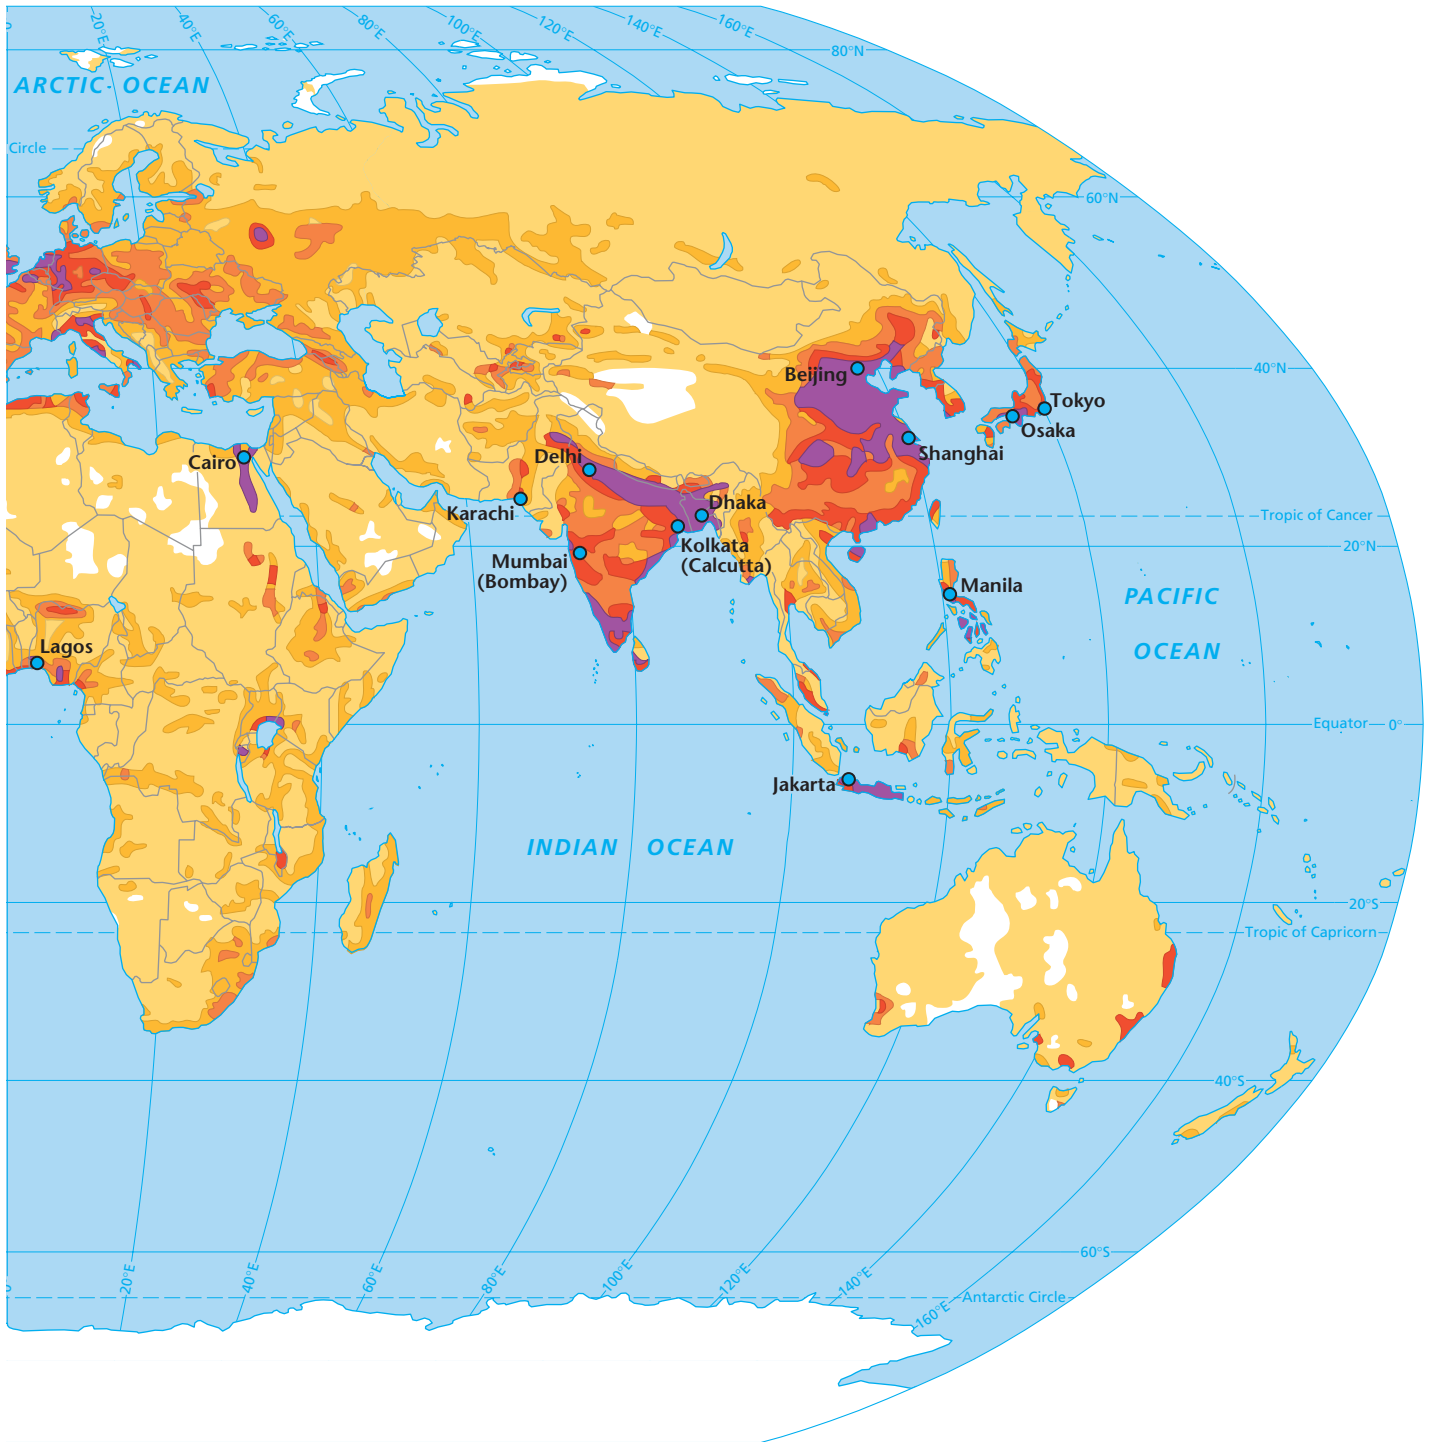 20°E
40°E
60°E
80°E
100°E
120°E
140°E
160°E
80°N
ARCTIC OCEAN
Circle
60°N
Beijing
40°N
Tokyo
Osaka
Shanghai
Cairo
Delhi
Karachi
Dhaka
Tropic of Cancer
Kolkata
(Calcutta)
20°N
Mumbai
(Bombay)
Manila
PACIFIC
OCEAN
Lagos
Equator
0°
Jakarta
INDIAN OCEAN
20°S
Tropic of Capricorn
40°S
60°S
20°E
40°E
60°E
80°E
100°E
120°E
140°E
160°E
Antarctic Circle